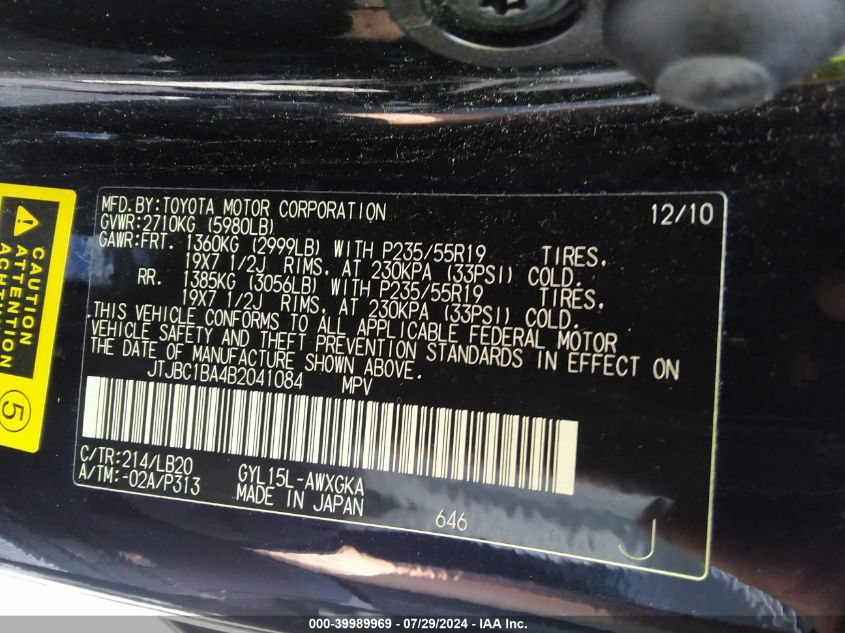 MFD.BY:TOYOTA MOTOR CORPORATION 12/10
GVWR:2710KG (5980LB)
GAWR:FRT. 1360KG (2999LB) WITH P235/55R19 TIRES,
19X7 1/2J RIMS, AT 230KPA (33PSI) COLD.
RR. 1385KG (3056LB) WITH P235/55R19 TIRES,
19X7 1/2J RIMS, AT 230KPA (33PSI) COLD.
THIS VEHICLE CONFORMS TO ALL APPLICABLE FEDERAL MOTOR
VEHICLE SAFETY AND THEFT PREVENTION STANDARDS IN EFFECT ON
THE DATE OF MANUFACTURE SHOWN ABOVE.
JTJBC1BA4B2041084 MPV
C/TR:214/LB20 GYL15L-AWXGKA
A/TM:-02A/P313 MADE IN JAPAN
646 J
CAUTION
ATTENTION
ACHTUNG
5
000-39989969 / 07/29/2024 - IAA Inc.